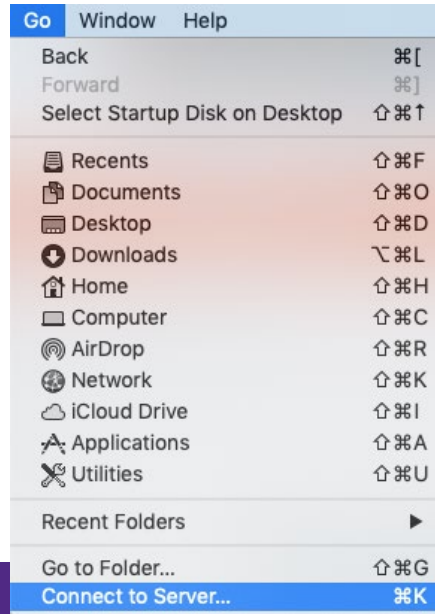 Go Window Help
Back ⌘[
Forward ⌘]
Select Startup Disk on Desktop ⇧⌘↑
Recents ⇧⌘F
Documents ⇧⌘O
Desktop ⇧⌘D
Downloads ⌥⌘L
Home ⇧⌘H
Computer ⇧⌘C
AirDrop ⇧⌘R
Network ⇧⌘K
iCloud Drive ⇧⌘I
Applications ⇧⌘A
Utilities ⇧⌘U
Recent Folders ▶
Go to Folder... ⇧⌘G
Connect to Server... ⌘K